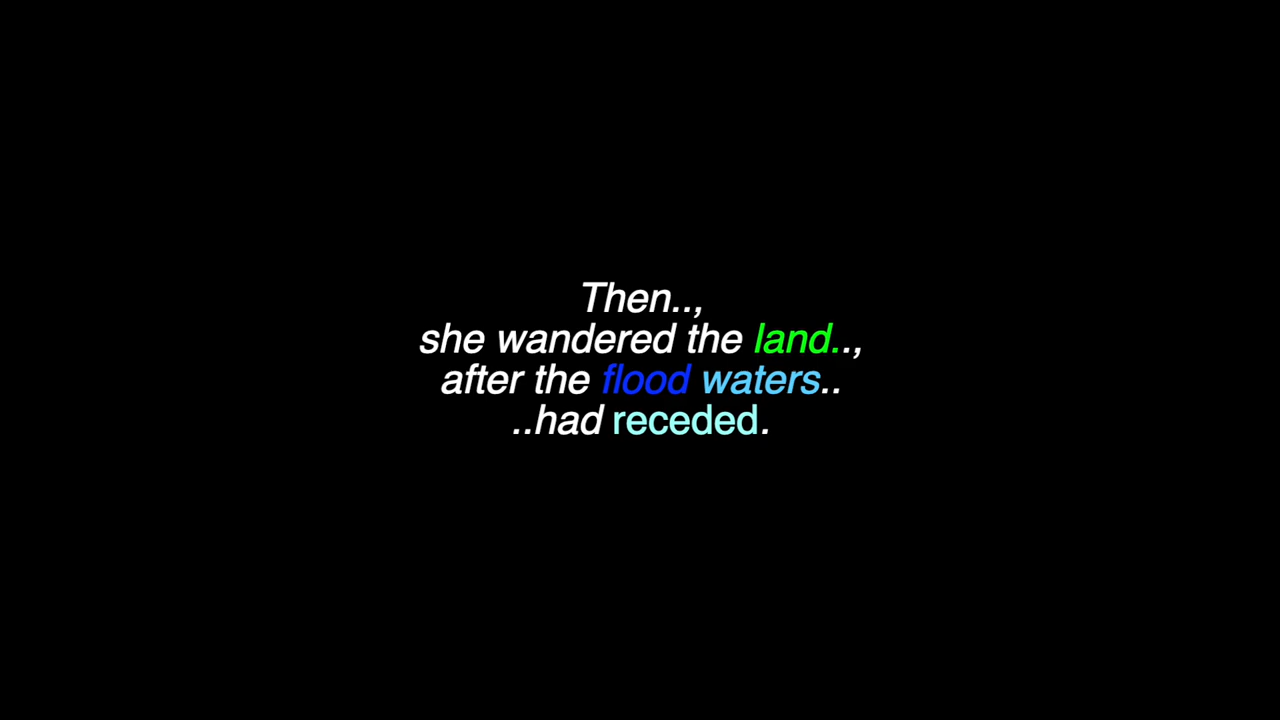 Then..,
she wandered the land..,
after the flood waters..
..had receded.